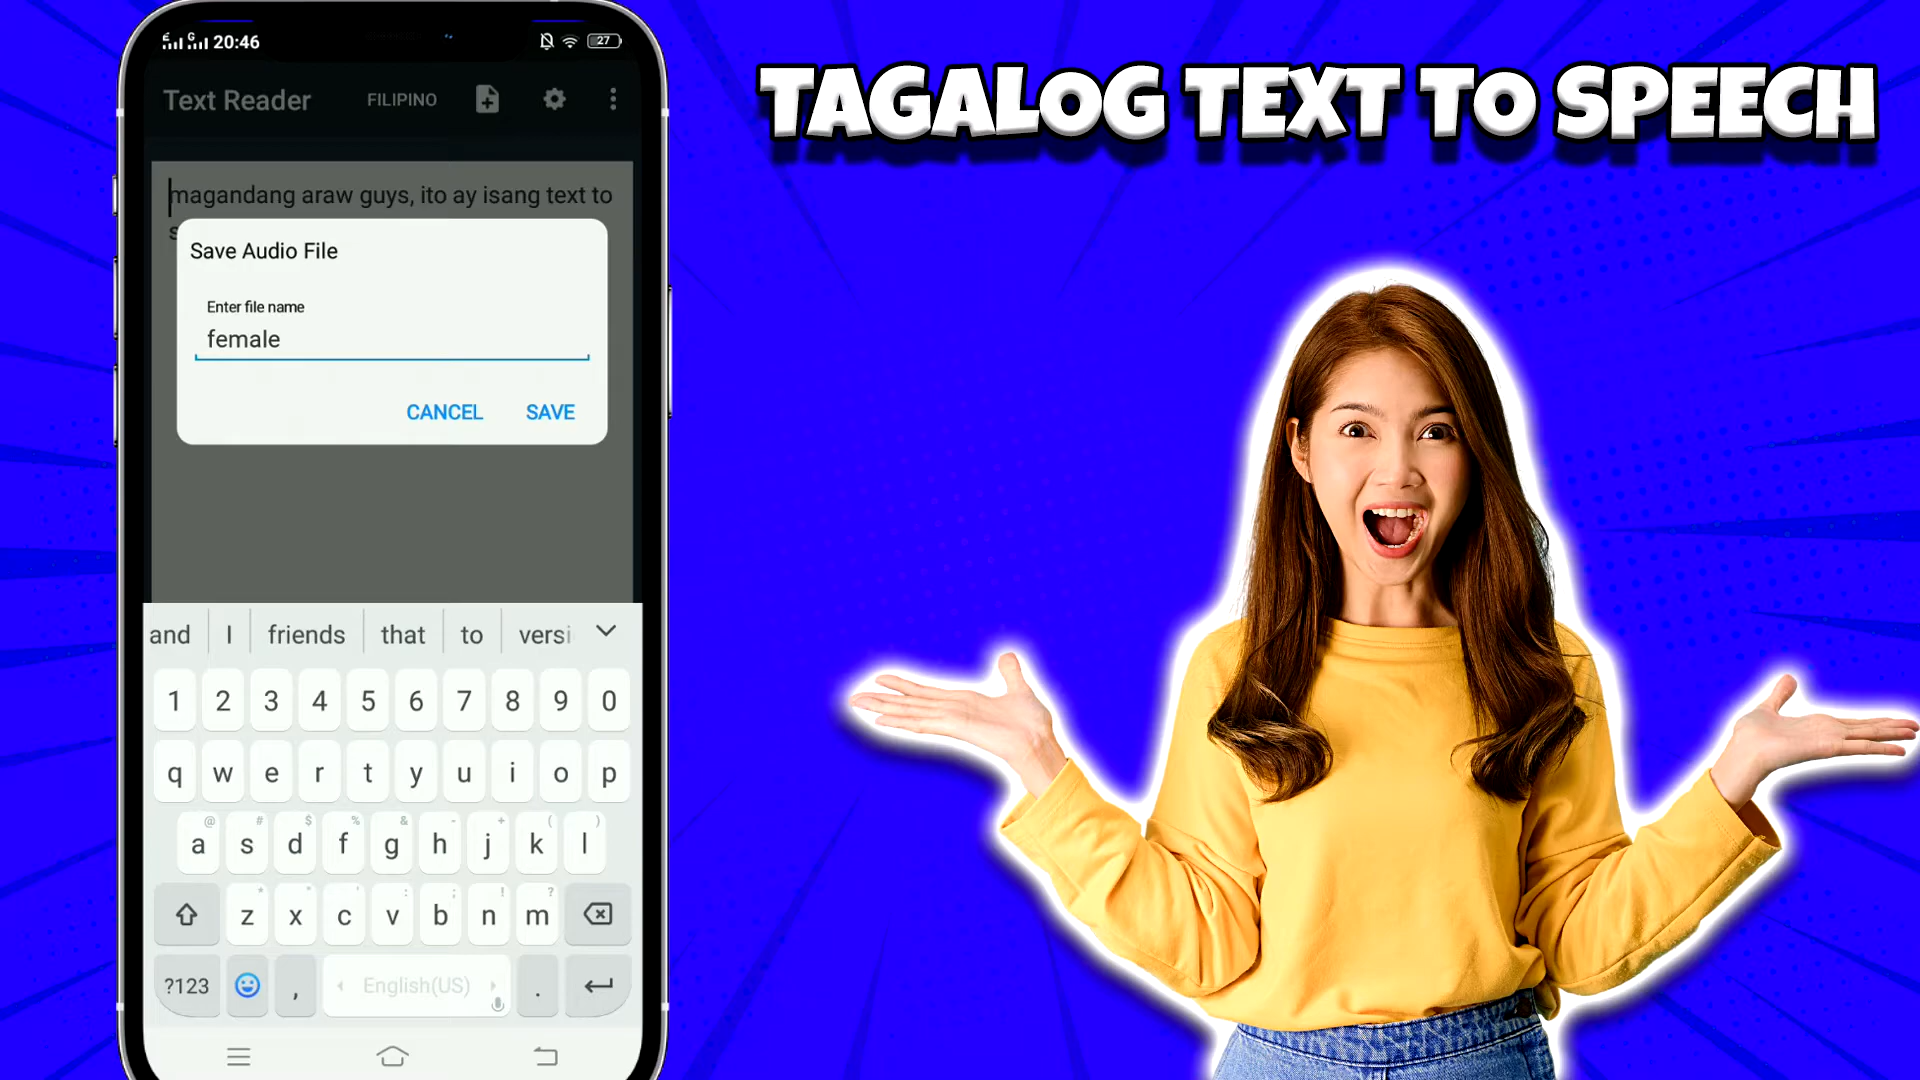 TAGALOG TEXT TO SPEECH
20:46
27
Text Reader FILIPINO
magandang araw guys, ito ay isang text to
s
Save Audio File
Enter file name
female
CANCEL SAVE
and I friends that to versi
1 2 3 4 5 6 7 8 9 0
q w e r t y u i o p
@ # $ % & - + ( )
a s d f g h j k l
* " ' : ; ! ?
z x c v b n m
?123 , English(US) .